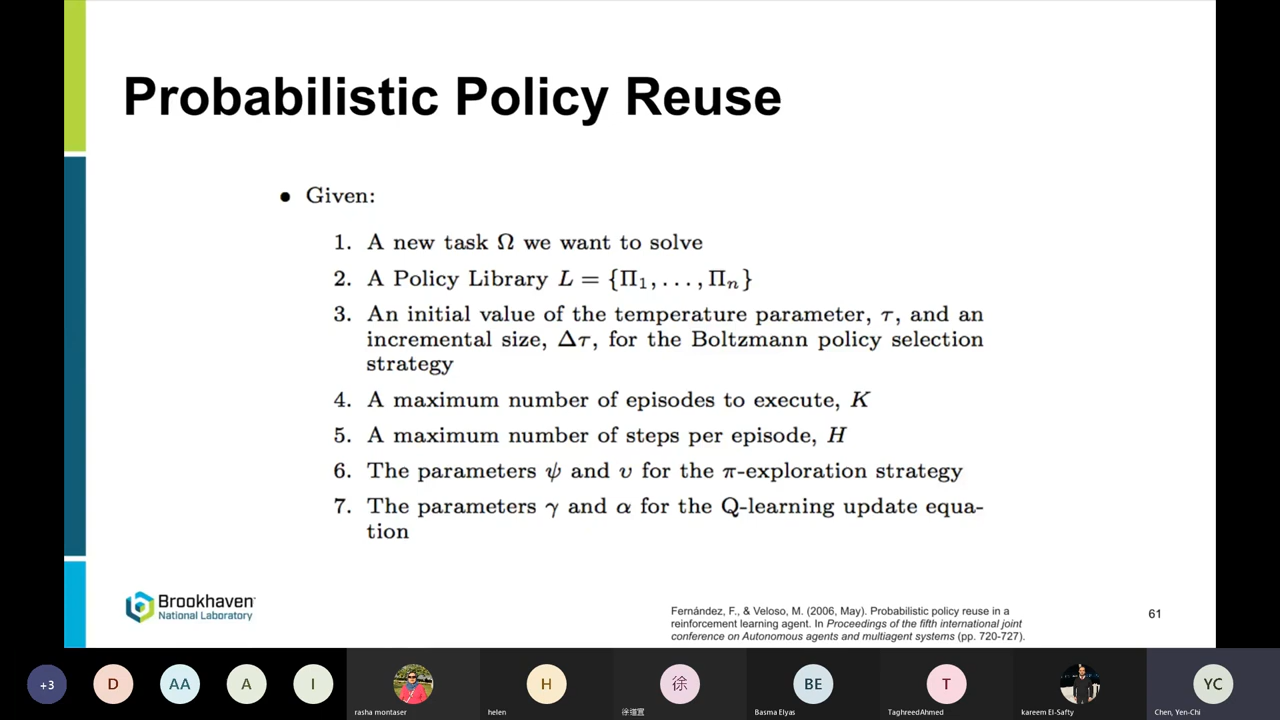 Probabilistic Policy Reuse
● Given:
1. A new task Ω we want to solve
2. A Policy Library L = {Π₁, . . . , Πₙ}
3. An initial value of the temperature parameter, τ, and an
incremental size, Δτ, for the Boltzmann policy selection
strategy
4. A maximum number of episodes to execute, K
5. A maximum number of steps per episode, H
6. The parameters ψ and υ for the π-exploration strategy
7. The parameters γ and α for the Q-learning update equa-
tion
Brookhaven
National Laboratory
Fernández, F., & Veloso, M. (2006, May). Probabilistic policy reuse in a
reinforcement learning agent. In Proceedings of the fifth international joint
conference on Autonomous agents and multiagent systems (pp. 720-727).
61
+3
D
AA
A
I
rasha montaser
H
helen
徐
徐堉宣
BE
Basma Elyas
T
TaghreedAhmed
kareem El-Safty
YC
Chen, Yen-Chi